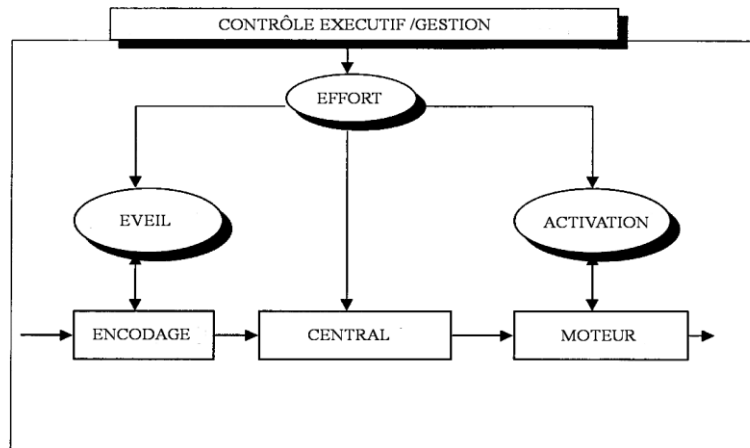 CONTRÔLE EXECUTIF /GESTION
EFFORT
EVEIL
ACTIVATION
ENCODAGE
CENTRAL
MOTEUR